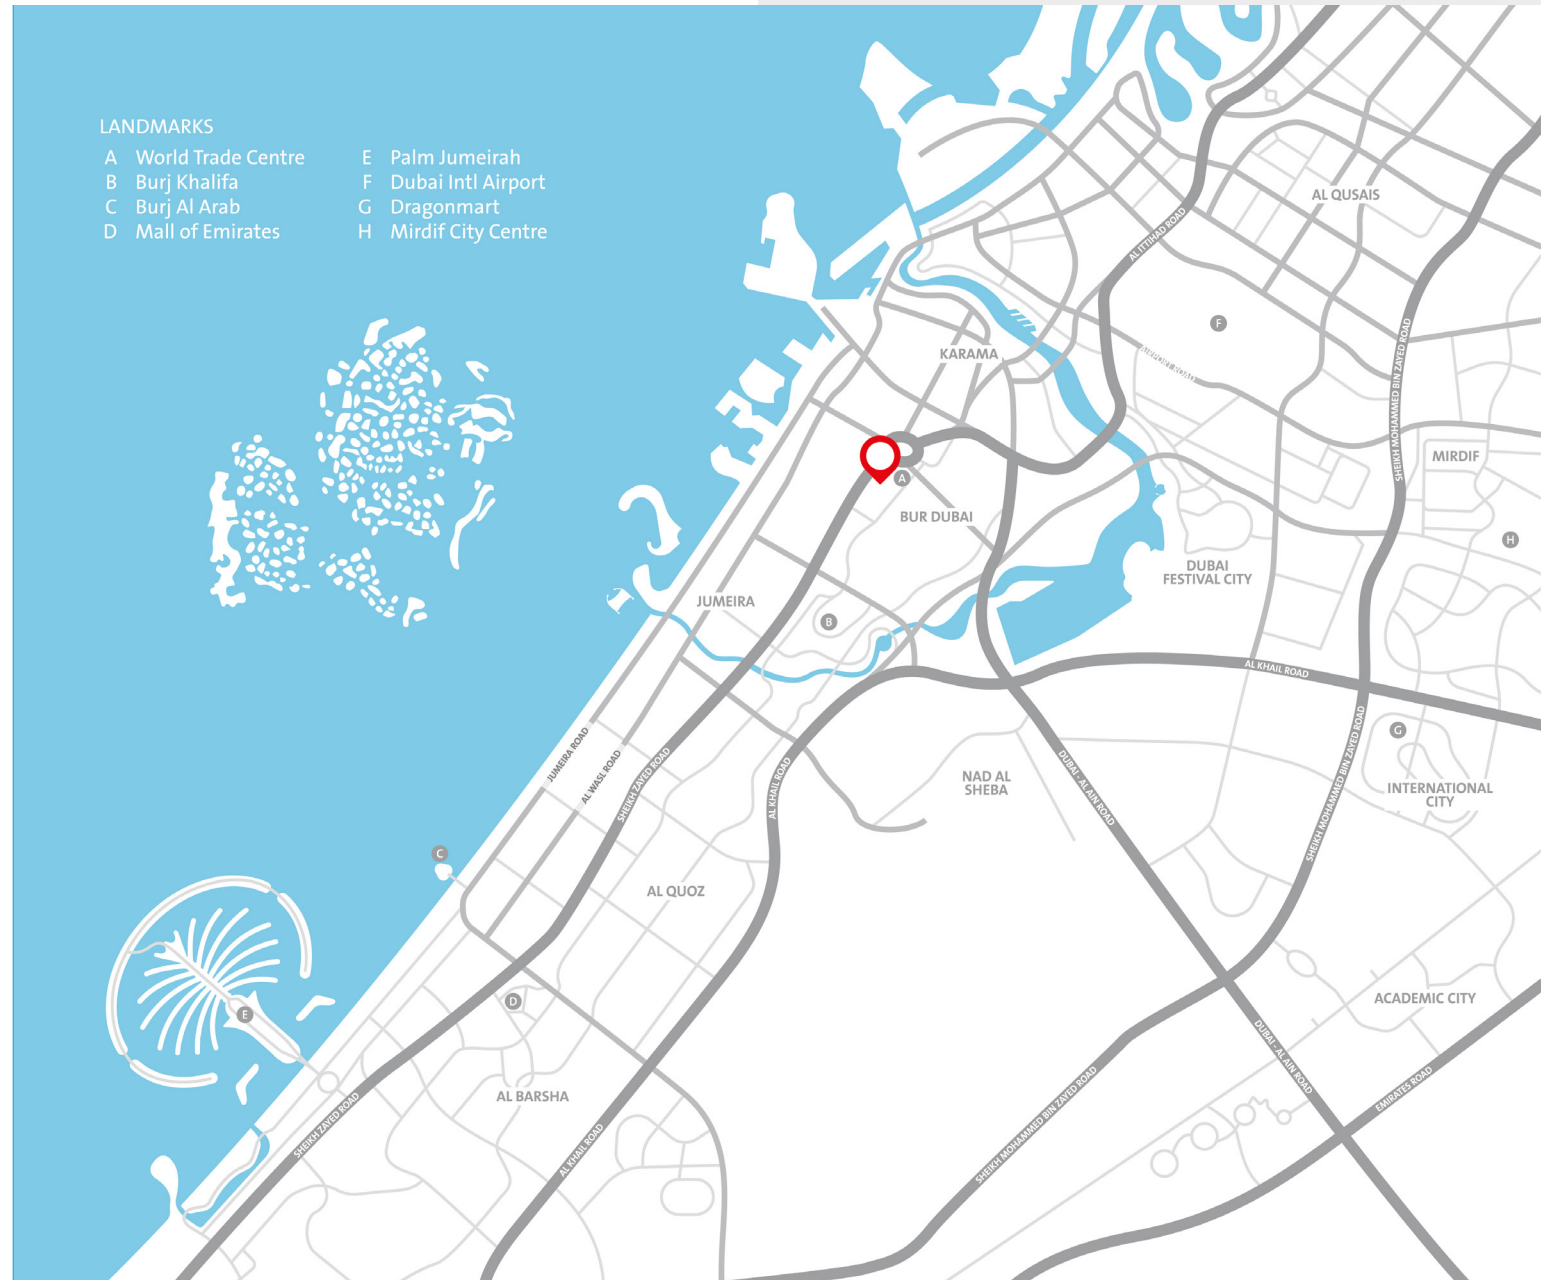 LANDMARKS
A World Trade Centre
B Burj Khalifa
C Burj Al Arab
D Mall of Emirates
E Palm Jumeirah
F Dubai Intl Airport
G Dragonmart
H Mirdif City Centre
AL QUSAIS
AL ITTIHAD ROAD
F
KARAMA
AIRPORT ROAD
SHEIKH MOHAMMED BIN ZAYED ROAD
MIRDIF
A
BUR DUBAI
H
DUBAI
FESTIVAL CITY
JUMEIRA
B
AL KHAIL ROAD
G
JUMEIRA ROAD
AL WASL ROAD
SHEIKH ZAYED ROAD
AL KHAIL ROAD
NAD AL
SHEBA
DUBAI - AL AIN ROAD
SHEIKH MOHAMMED BIN ZAYED ROAD
INTERNATIONAL
CITY
C
AL QUOZ
D
E
ACADEMIC CITY
AL BARSHA
SHEIKH ZAYED ROAD
AL KHAIL ROAD
SHEIKH MOHAMMED BIN ZAYED ROAD
DUBAI - AL AIN ROAD
EMIRATES ROAD